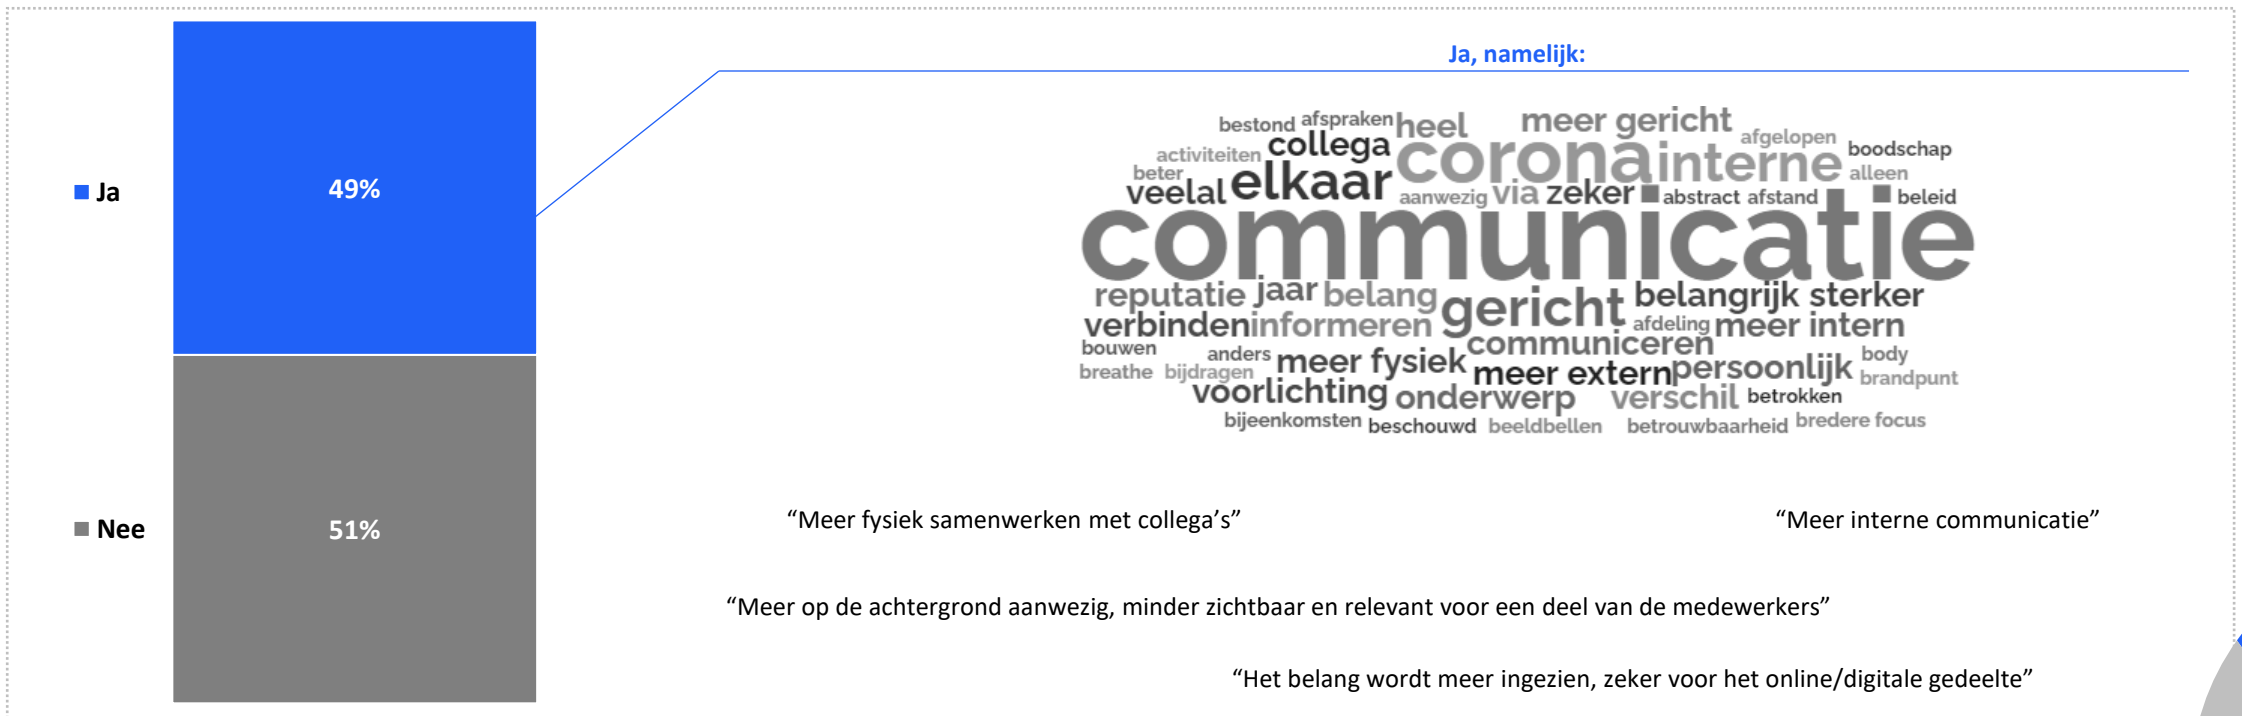 Ja, namelijk:
Ja
49%
Nee
51%
bestond afspraken heel meer gericht
activiteiten collega corona interne afgelopen boodschap
beter alleen
veelal elkaar aanwezig via zeker abstract afstand beleid
communicatie
reputatie jaar belang gericht belangrijk sterker
verbinden informeren afdeling meer intern
bouwen anders meer fysiek communiceren persoonlijk body
breathe bijdragen meer extern brandpunt
voorlichting onderwerp verschil betrokken
bijeenkomsten beschouwd beeldbellen betrouwbaarheid bredere focus
“Meer fysiek samenwerken met collega’s”
“Meer interne communicatie”
“Meer op de achtergrond aanwezig, minder zichtbaar en relevant voor een deel van de medewerkers”
“Het belang wordt meer ingezien, zeker voor het online/digitale gedeelte”